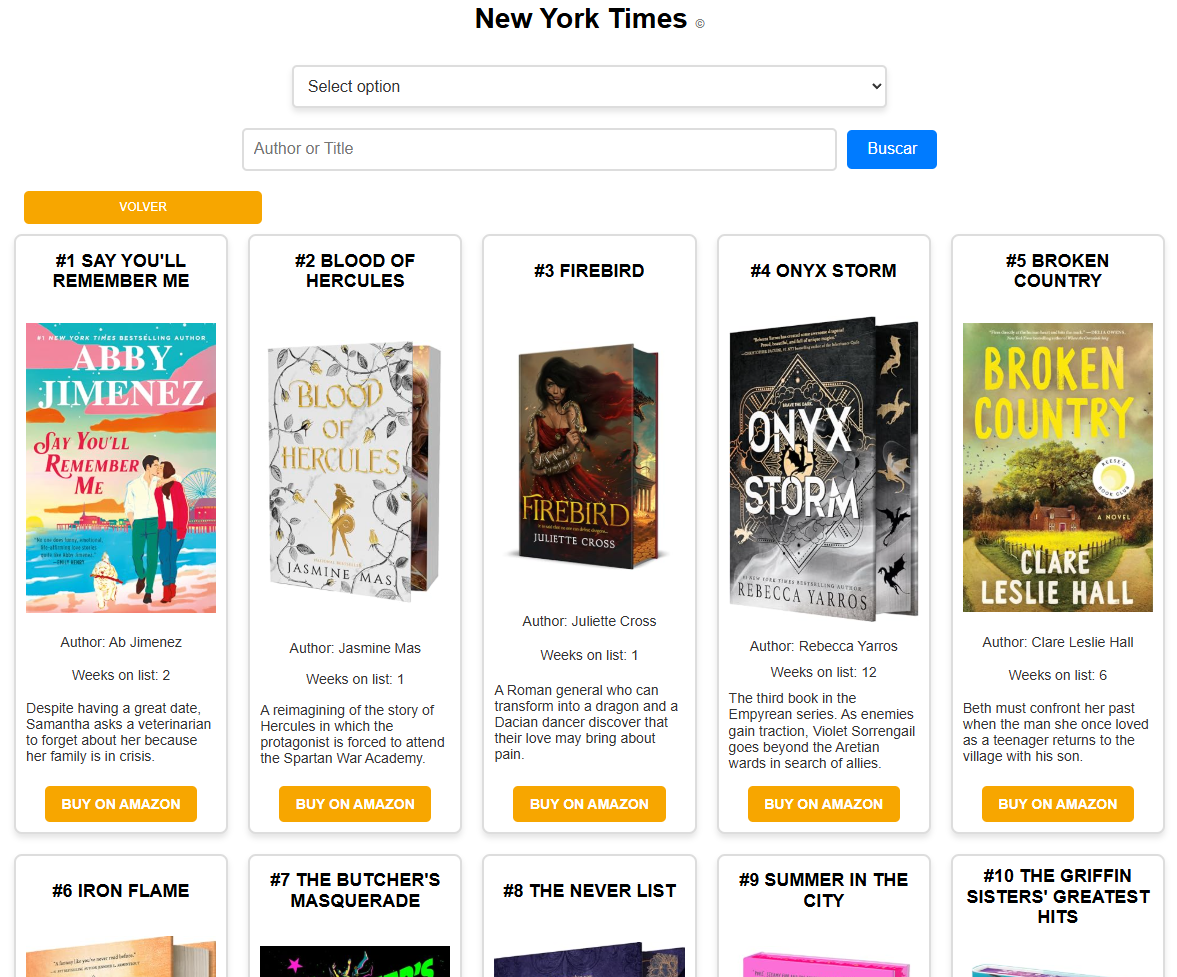 New York Times ©
Select option
Author or Title
Buscar
VOLVER
#1 SAY YOU'LL
REMEMBER ME
#1 NEW YORK TIMES BESTSELLING AUTHOR
ABBY
JIMENEZ
SAY YOU'LL
REMEMBER
ME
Author: Ab Jimenez
Weeks on list: 2
Despite having a great date,
Samantha asks a veterinarian
to forget about her because
her family is in crisis.
BUY ON AMAZON
#2 BLOOD OF
HERCULES
BLOOD
OF
HERCULES
JASMINE MAS
Author: Jasmine Mas
Weeks on list: 1
A reimagining of the story of
Hercules in which the
protagonist is forced to attend
the Spartan War Academy.
BUY ON AMAZON
#3 FIREBIRD
FIREBIRD
JULIETTE CROSS
Author: Juliette Cross
Weeks on list: 1
A Roman general who can
transform into a dragon and a
Dacian dancer discover that
their love may bring about
pain.
BUY ON AMAZON
#4 ONYX STORM
BRAVE THE DARK
ONYX
STORM
#1 NEW YORK TIMES BESTSELLING AUTHOR
REBECCA YARROS
Author: Rebecca Yarros
Weeks on list: 12
The third book in the
Empyrean series. As enemies
gain traction, Violet Sorrengail
goes beyond the Aretian
wards in search of allies.
BUY ON AMAZON
#5 BROKEN
COUNTRY
BROKEN
COUNTRY
REESE'S
BOOK CLUB
A NOVEL
CLARE
LESLIE HALL
Author: Clare Leslie Hall
Weeks on list: 6
Beth must confront her past
when the man she once loved
as a teenager returns to the
village with his son.
BUY ON AMAZON
#6 IRON FLAME
#7 THE BUTCHER'S
MASQUERADE
#8 THE NEVER LIST
#9 SUMMER IN THE
CITY
#10 THE GRIFFIN
SISTERS' GREATEST
HITS